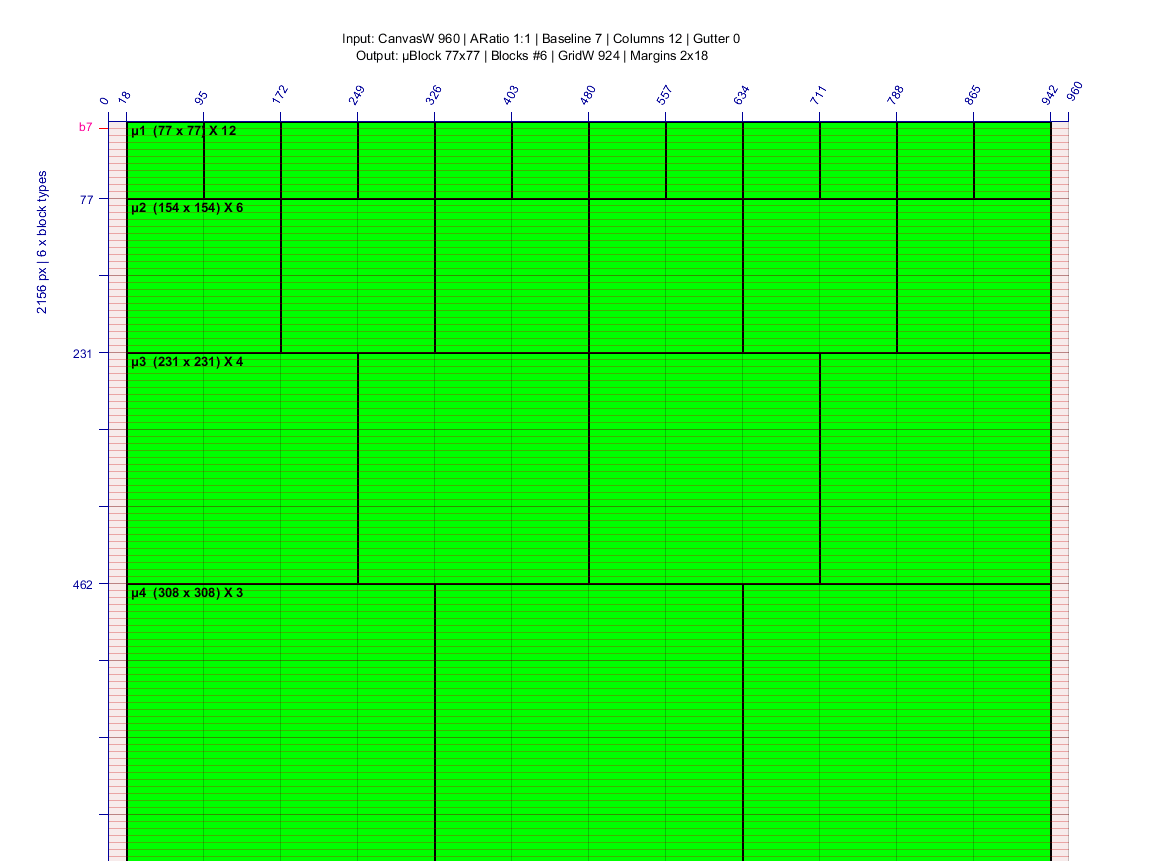 Input: CanvasW 960 | ARatio 1:1 | Baseline 7 | Columns 12 | Gutter 0
Output: µBlock 77x77 | Blocks #6 | GridW 924 | Margins 2x18
0 18 95 172 249 326 403 480 557 634 711 788 865 942 960
b7
µ1 (77 x 77) X 12
2156 px | 6 x block types
77
µ2 (154 x 154) X 6
231
µ3 (231 x 231) X 4
462
µ4 (308 x 308) X 3